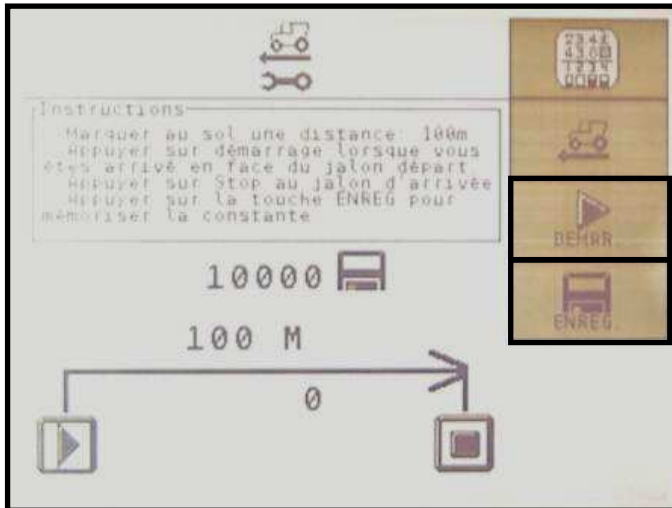 Instructions
Marquer au sol une distance: 100m
Appuyer sur démarrage lorsque vous
êtes arrivé en face du jalon départ
Appuyer sur Stop au jalon d'arrivée
Appuyer sur la touche ENREG pour
mémoriser la constante
10000
100 M
0
DEMAR.
ENREG.